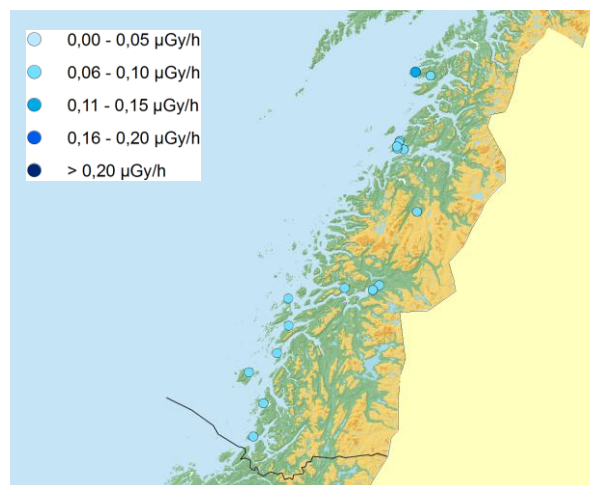 0,00 - 0,05 µGy/h
0,06 - 0,10 µGy/h
0,11 - 0,15 µGy/h
0,16 - 0,20 µGy/h
> 0,20 µGy/h